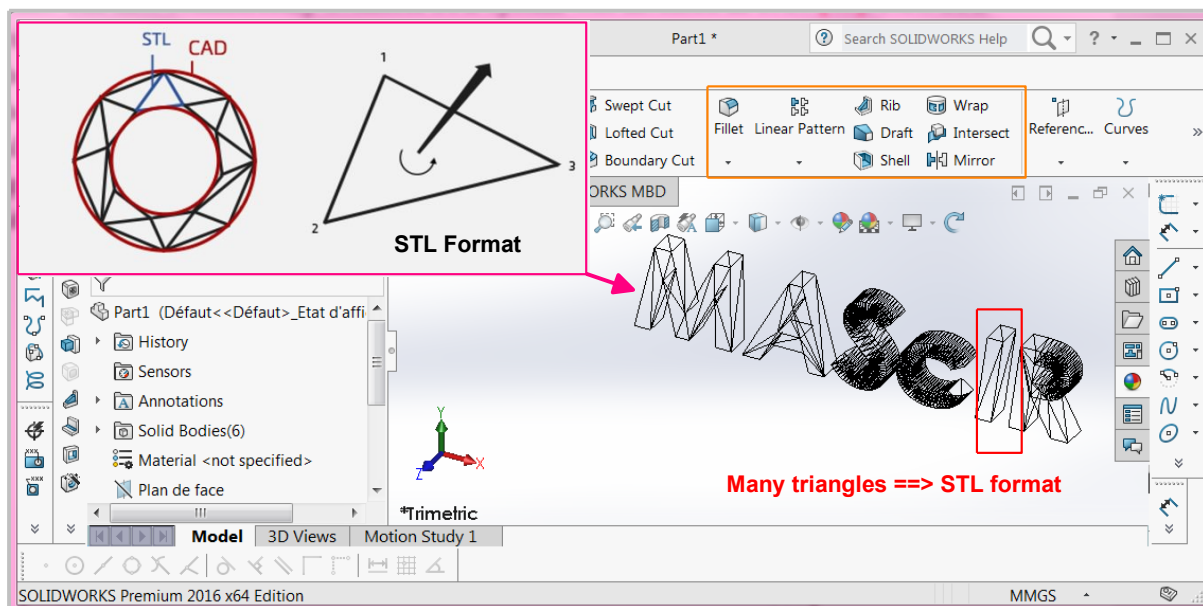 Part1 *
Search SOLIDWORKS Help
?
STL
CAD
1
2
3
STL Format
Swept Cut
Lofted Cut
Boundary Cut
Fillet
Linear Pattern
Rib
Draft
Shell
Wrap
Intersect
Mirror
Referenc...
Curves
»
ORKS MBD
Part1 (Défaut<<Défaut>_Etat d'affi
History
Sensors
A Annotations
Solid Bodies(6)
Material <not specified>
Plan de face
MAScIR
Y
X
Z
*Trimetric
Many triangles ==> STL format
Model
3D Views
Motion Study 1
SOLIDWORKS Premium 2016 x64 Edition
MMGS